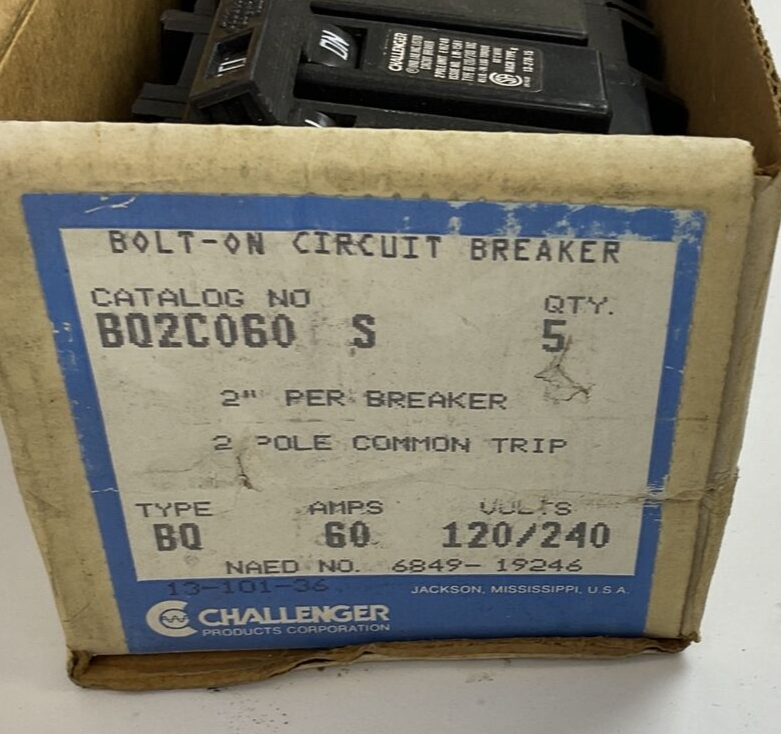 ON
CHALLENGER
BOLT-ON CIRCUIT BREAKER
CATALOG NO QTY.
BQ2C060 S 5
2" PER BREAKER
2 POLE COMMON TRIP
TYPE AMPS VOLTS
BQ 60 120/240
NAED NO. 6849- 19246
13-101-36 JACKSON, MISSISSIPPI, U.S.A.
CHALLENGER
PRODUCTS CORPORATION